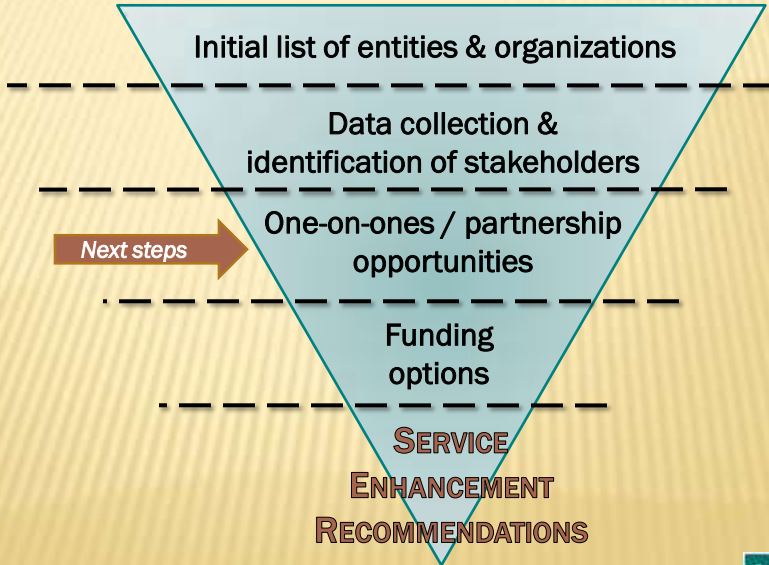 Initial list of entities & organizations
Data collection &
identification of stakeholders
One-on-ones / partnership
opportunities
Next steps
Funding
options
SERVICE
ENHANCEMENT
RECOMMENDATIONS